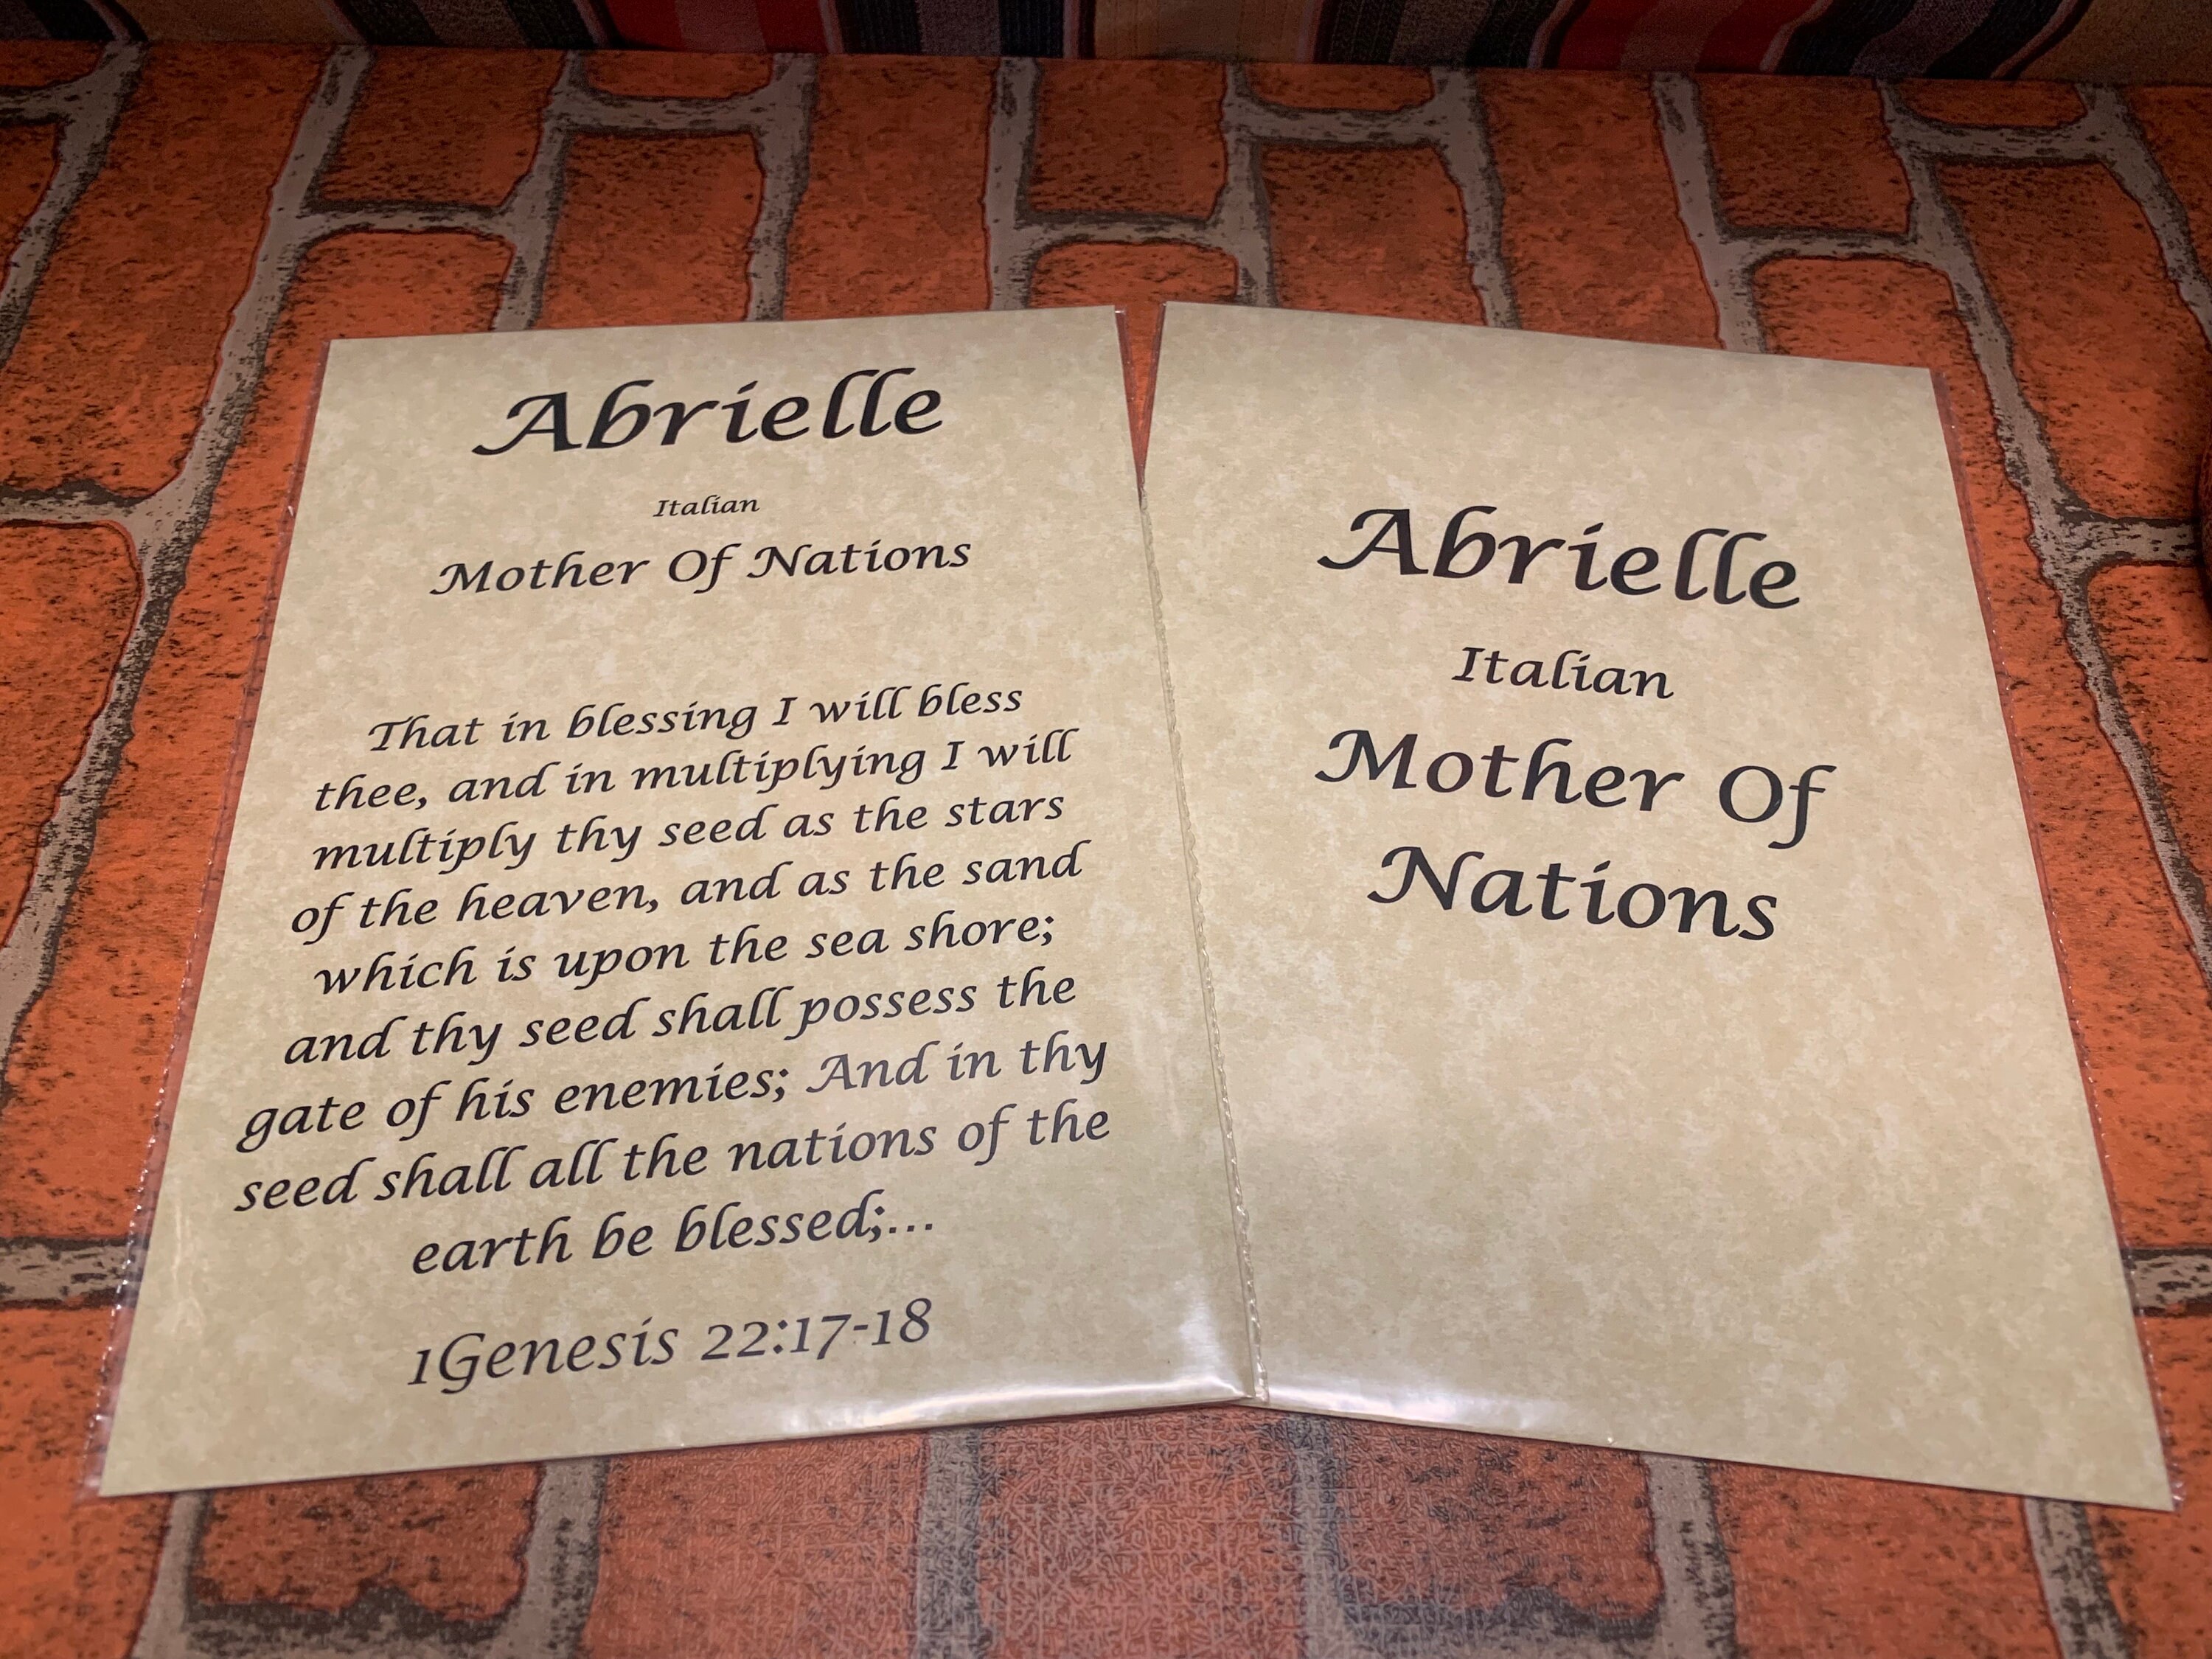 Abrielle
Italian
Mother Of Nations
That in blessing I will bless
thee, and in multiplying I will
multiply thy seed as the stars
of the heaven, and as the sand
which is upon the sea shore;
and thy seed shall possess the
gate of his enemies; And in thy
seed shall all the nations of the
earth be blessed;...
1Genesis 22:17-18
Abrielle
Italian
Mother Of
Nations